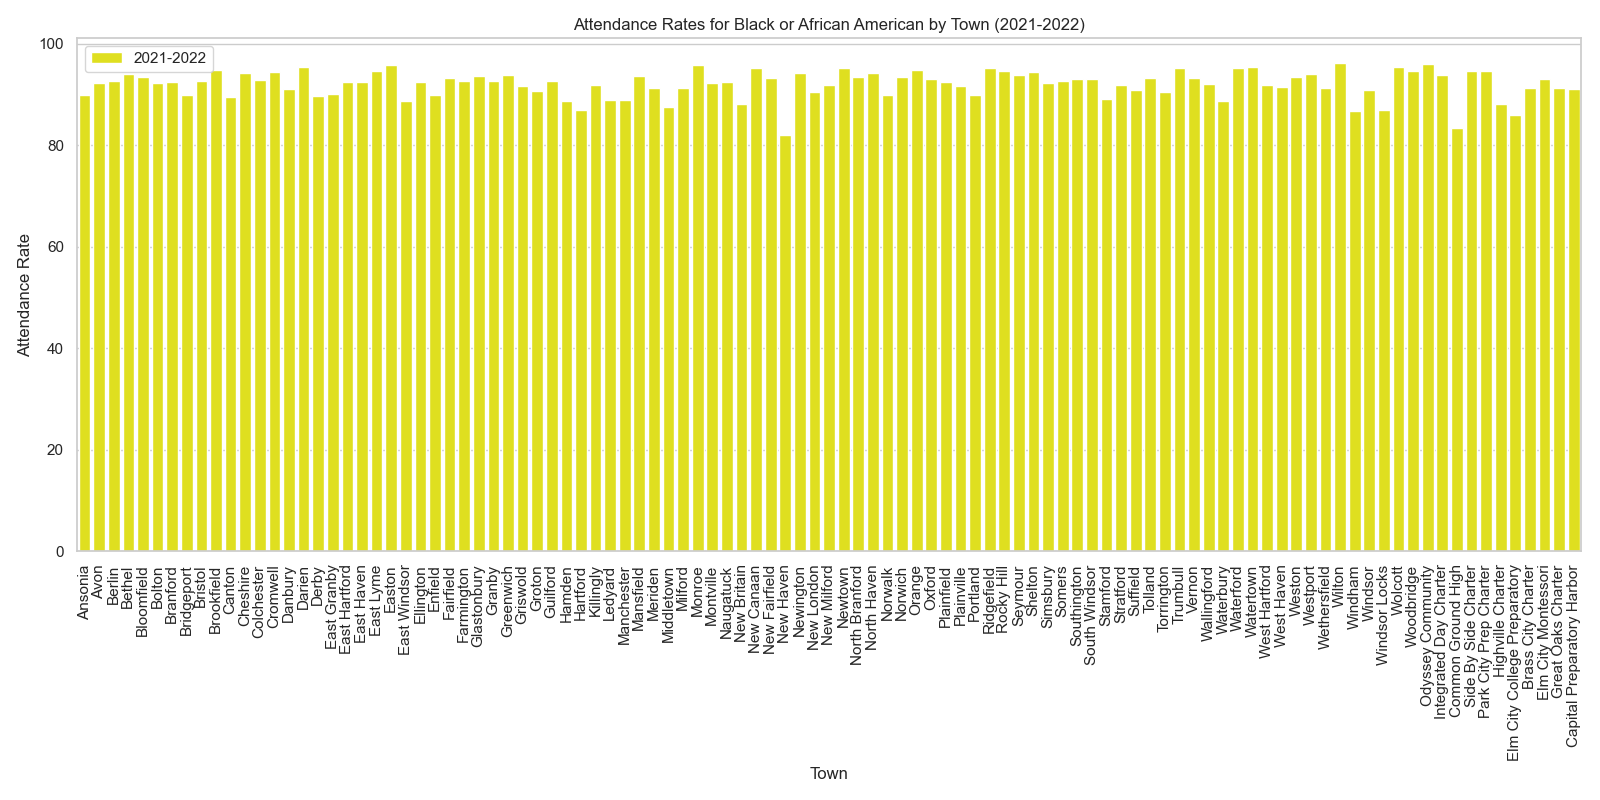 Attendance Rates for Black or African American by Town (2021-2022)
2021-2022
100
80
60
40
20
0
Attendance Rate
Ansonia
Avon
Berlin
Bethel
Bloomfield
Bolton
Branford
Bridgeport
Bristol
Brookfield
Canton
Cheshire
Colchester
Cromwell
Danbury
Darien
Derby
East Granby
East Hartford
East Haven
East Lyme
Easton
East Windsor
Ellington
Enfield
Fairfield
Farmington
Glastonbury
Granby
Greenwich
Griswold
Groton
Guilford
Hamden
Hartford
Killingly
Ledyard
Manchester
Mansfield
Meriden
Middletown
Milford
Monroe
Montville
Naugatuck
New Britain
New Canaan
New Fairfield
New Haven
Newington
New London
New Milford
Newtown
North Branford
North Haven
Norwalk
Norwich
Orange
Oxford
Plainfield
Plainville
Portland
Ridgefield
Rocky Hill
Seymour
Shelton
Simsbury
Somers
Southington
South Windsor
Stamford
Stratford
Suffield
Tolland
Torrington
Trumbull
Vernon
Wallingford
Waterbury
Waterford
Watertown
West Hartford
West Haven
Weston
Westport
Wethersfield
Wilton
Windham
Windsor
Windsor Locks
Wolcott
Woodbridge
Odyssey Community
Integrated Day Charter
Common Ground High
Side By Side Charter
Park City Prep Charter
Highville Charter
Elm City College Preparatory
Brass City Charter
Elm City Montessori
Great Oaks Charter
Capital Preparatory Harbor
Town